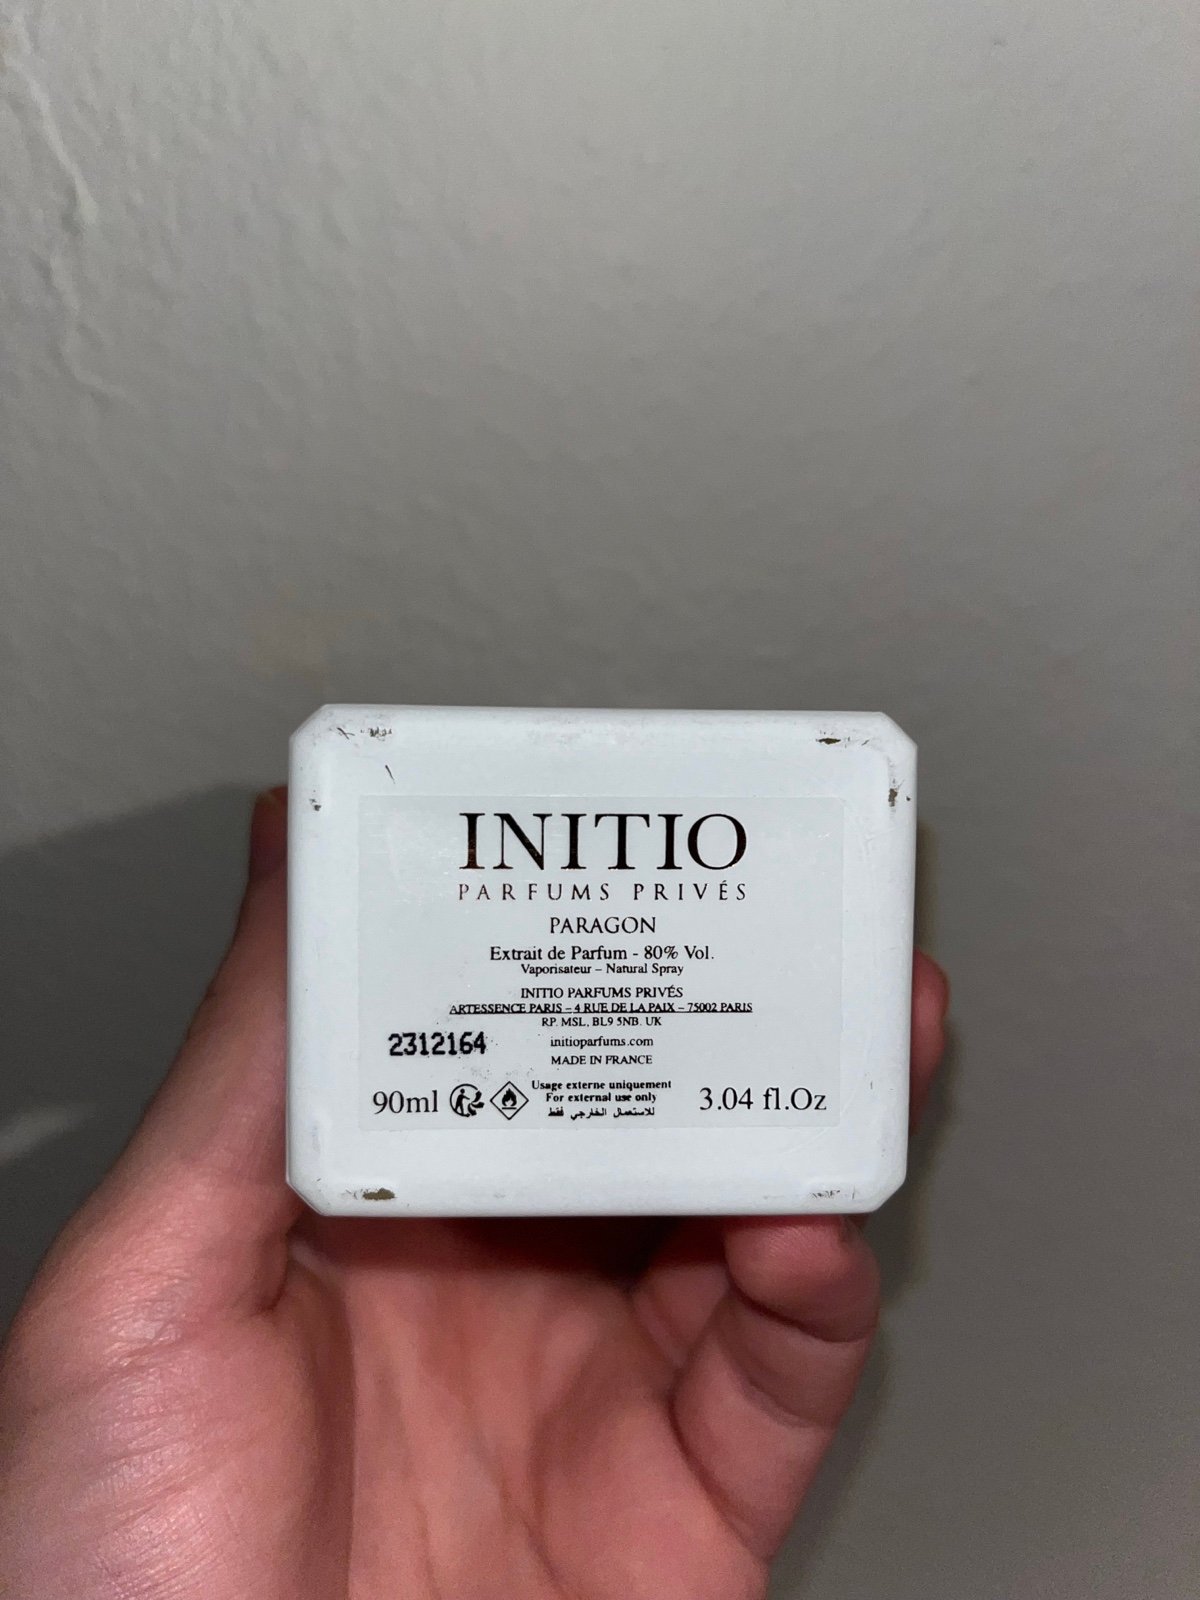 INITIO
PARFUMS PRIVÉS
PARAGON
Extrait de Parfum - 80% Vol.
Vaporisateur – Natural Spray
INITIO PARFUMS PRIVÉS
ARTESSENCE PARIS – 4 RUE DE LA PAIX – 75002 PARIS
RP. MSL, BL9 5NB. UK
2312164
initioparfums.com
MADE IN FRANCE
90ml
Usage externe uniquement
For external use only
للاستعمال الخارجي فقط
3.04 fl.Oz